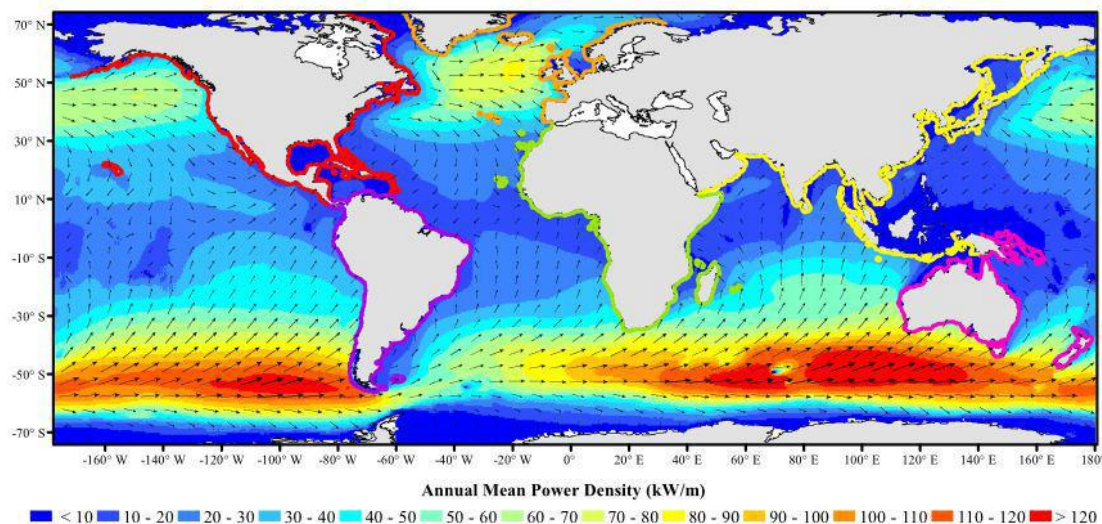 70° N
50° N
30° N
10° N
-10° S
-30° S
-50° S
-70° S
-160° W -140° W -120° W -100° W -80° W -60° W -40° W -20° W 0° E 20° E 40° E 60° E 80° E 100° E 120° E 140° E 160° E 180° E
Annual Mean Power Density (kW/m)
< 10 10 - 20 20 - 30 30 - 40 40 - 50 50 - 60 60 - 70 70 - 80 80 - 90 90 - 100 100 - 110 110 - 120 > 120